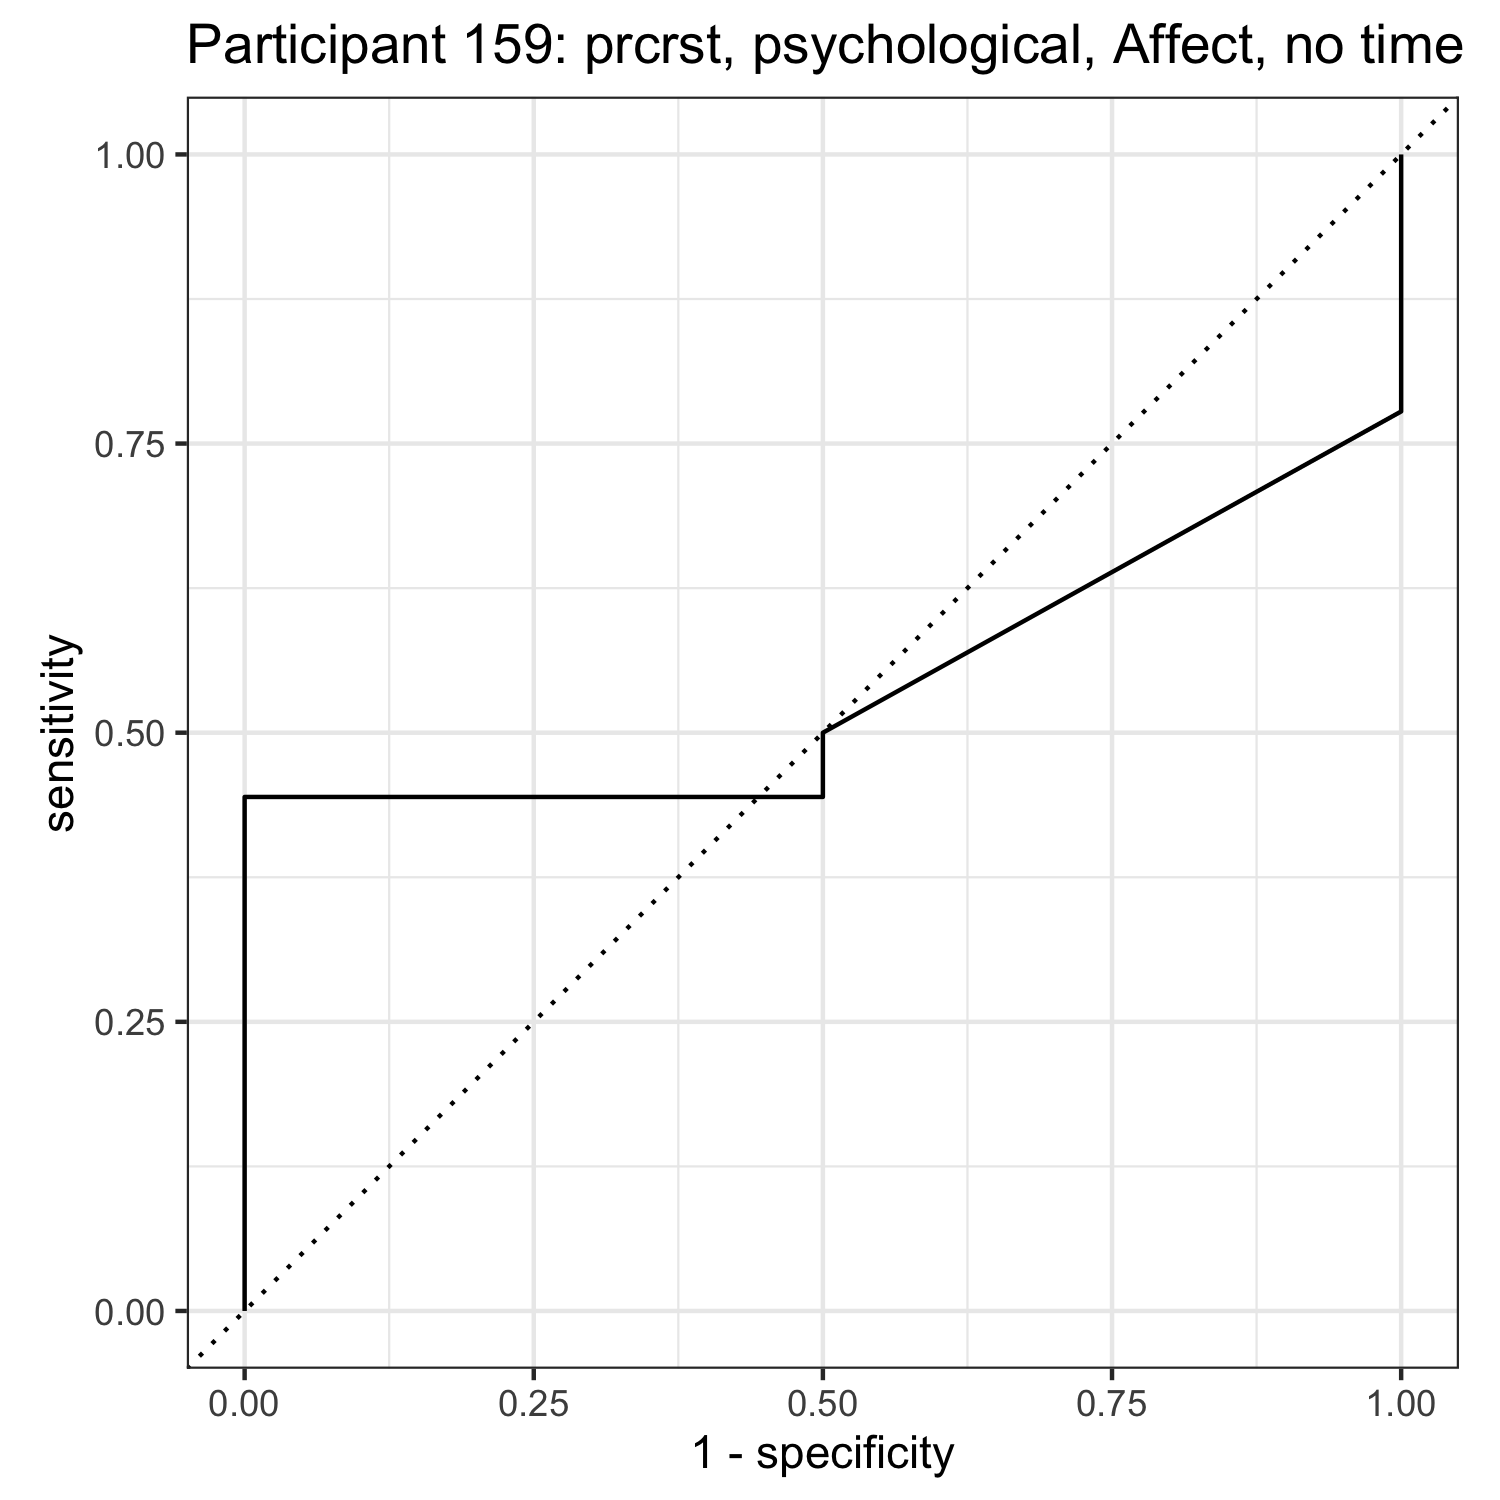 Participant 159: prcrst, psychological, Affect, no time
1.00
0.75
0.50
0.25
0.00
sensitivity
0.00 0.25 0.50 0.75 1.00
1 - specificity